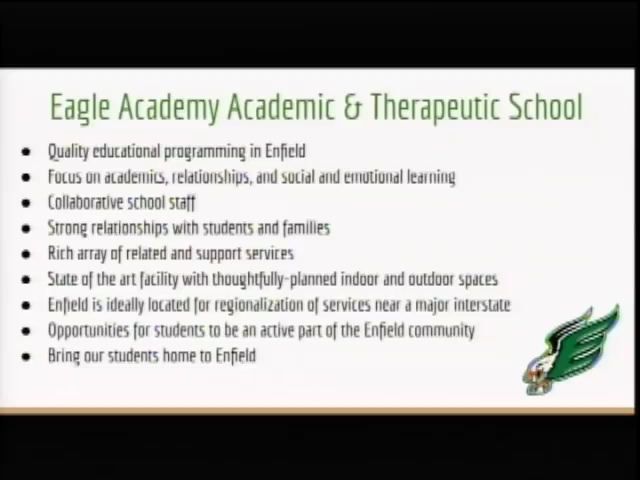 Eagle Academy Academic & Therapeutic School
● Quality educational programming in Enfield
● Focus on academics, relationships, and social and emotional learning
● Collaborative school staff
● Strong relationships with students and families
● Rich array of related and support services
● State of the art facility with thoughtfully-planned indoor and outdoor spaces
● Enfield is ideally located for regionalization of services near a major interstate
● Opportunities for students to be an active part of the Enfield community
● Bring our students home to Enfield
E